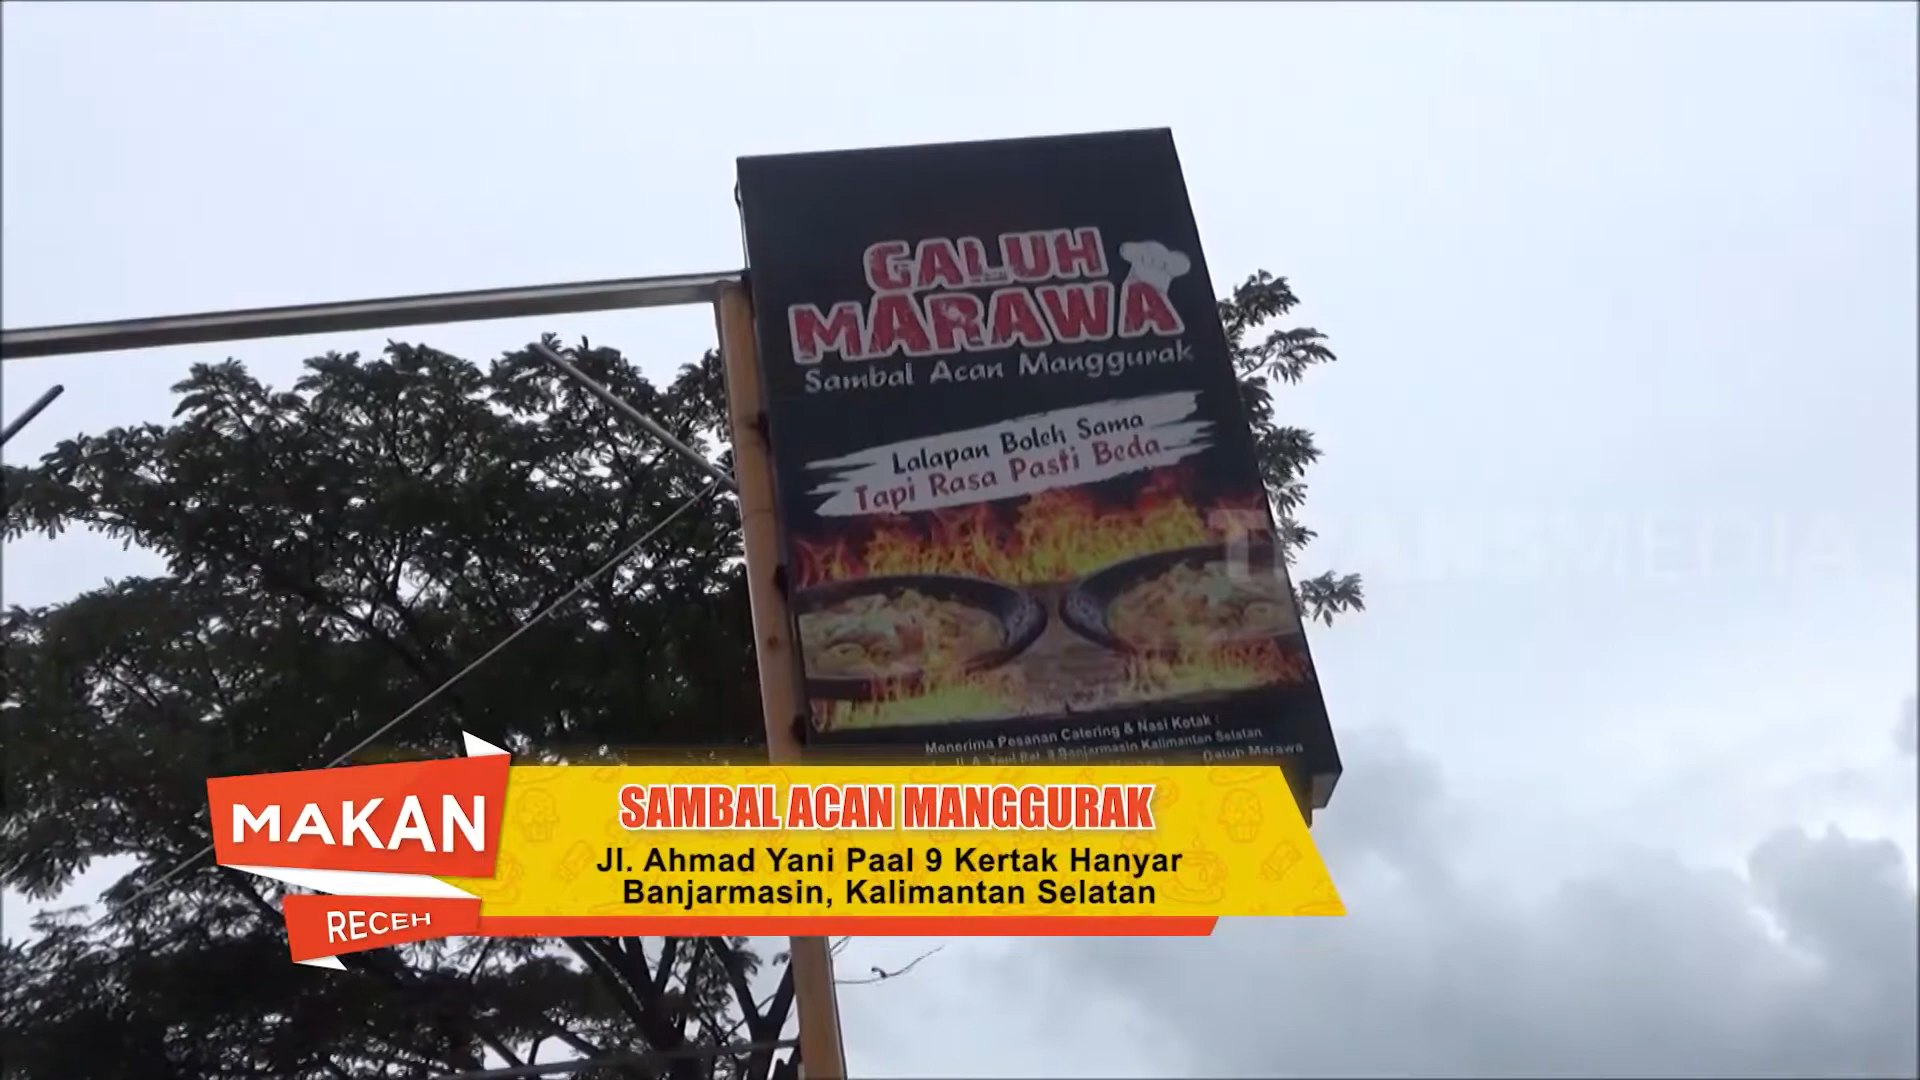 GALUH
MARAWA
Sambal Acan Manggurak
Lalapan Boleh Sama
Tapi Rasa Pasti Beda
TRANSMEDIA
Menerima Pesanan Catering & Nasi Kotak :
Banjarmasin Kalimantan Selatan
Galuh Marawa
MAKAN
RECEH
SAMBAL ACAN MANGGURAK
Jl. Ahmad Yani Paal 9 Kertak Hanyar
Banjarmasin, Kalimantan Selatan